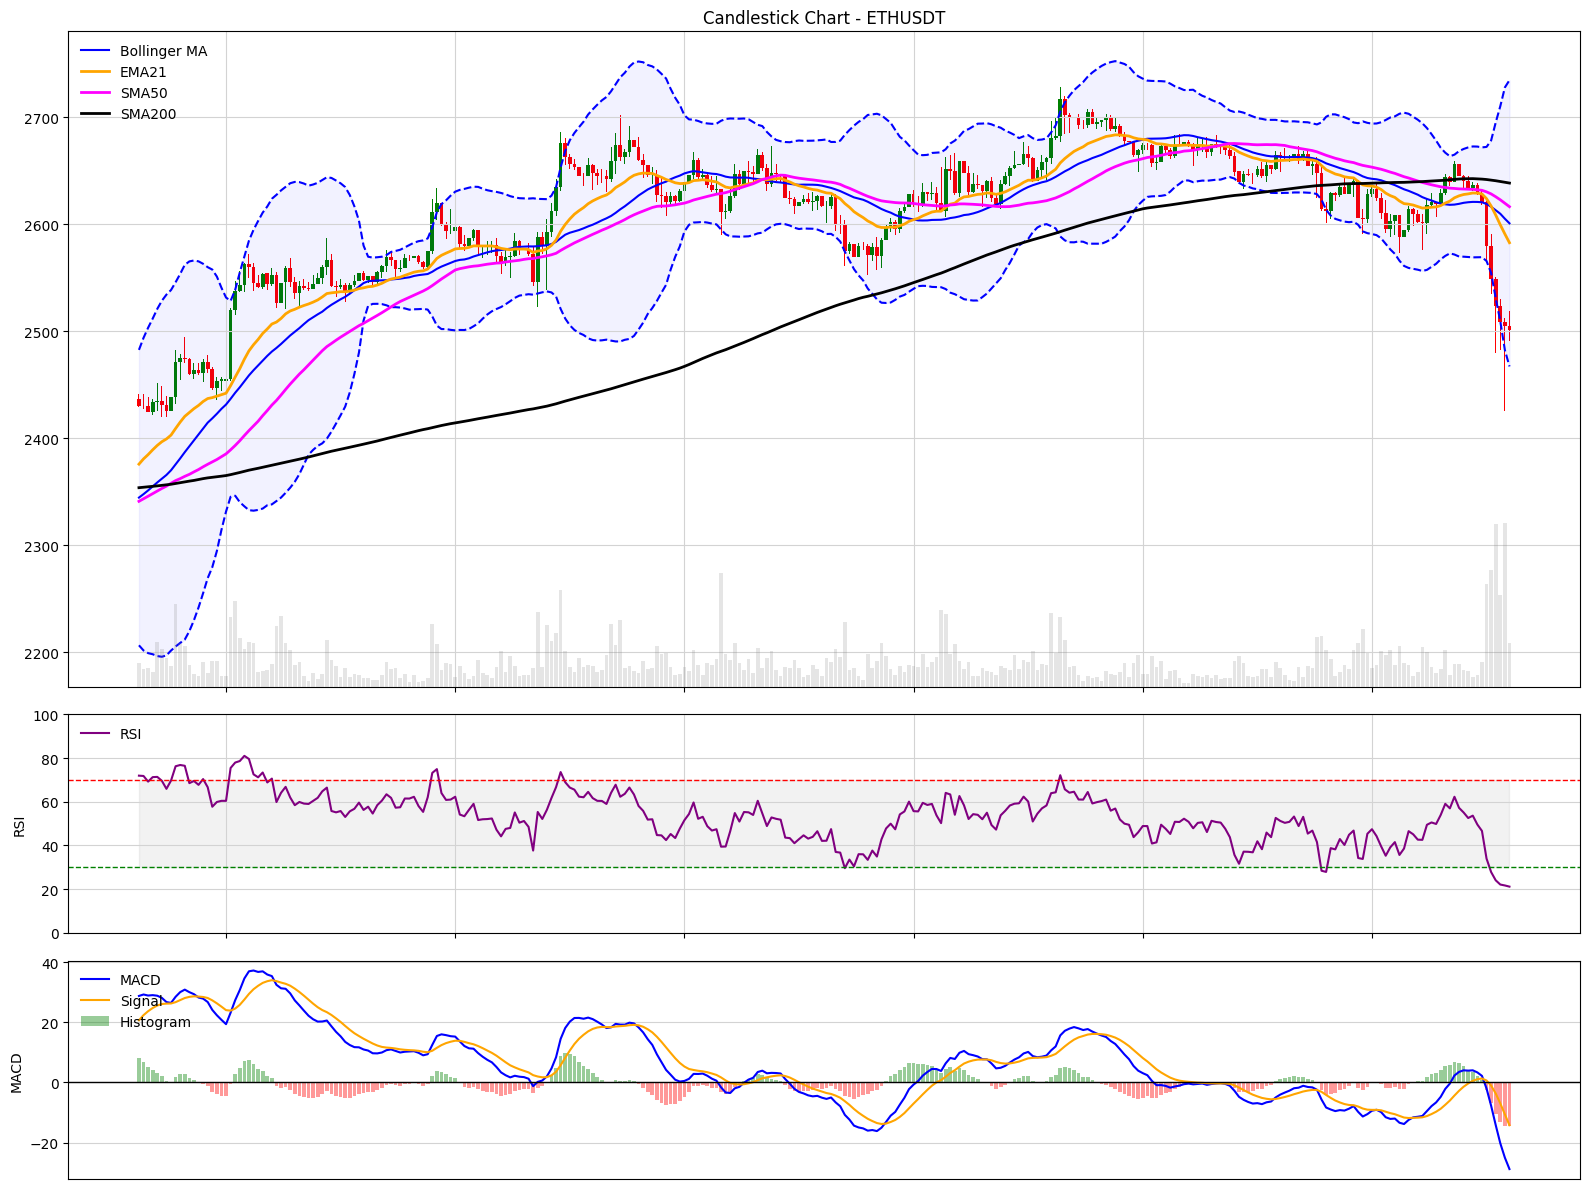 Candlestick Chart - ETHUSDT
Bollinger MA
EMA21
SMA50
SMA200
2700
2600
2500
2400
2300
2200
100
RSI
80
60
RSI
40
20
0
40
MACD
Signal
20
Histogram
MACD
0
−20